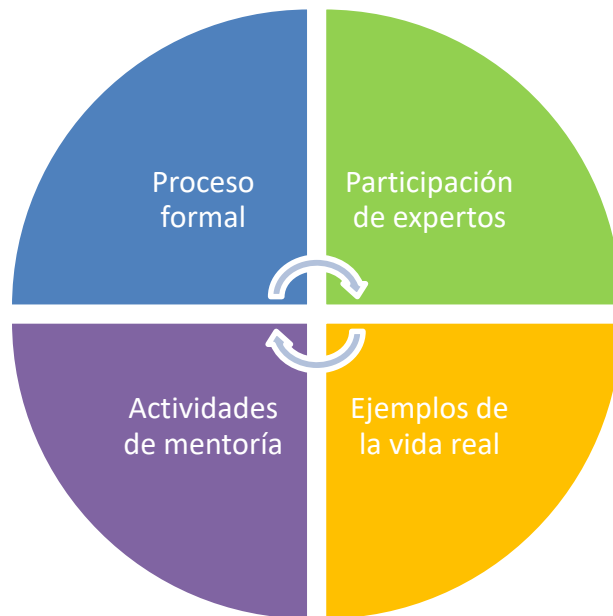 Proceso
formal
Participación
de expertos
Actividades
de mentoría
Ejemplos de
la vida real